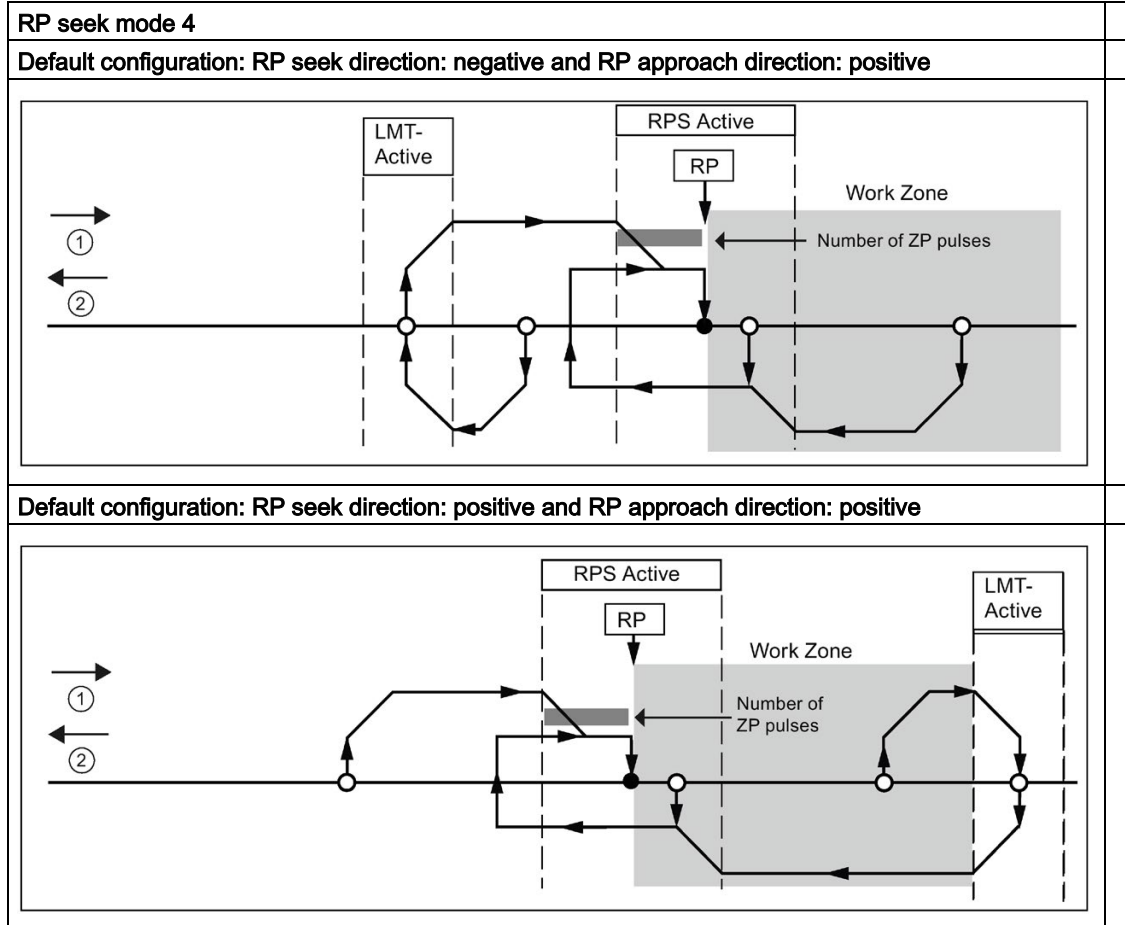 RP seek mode 4
Default configuration: RP seek direction: negative and RP approach direction: positive
LMT-
Active
RPS Active
RP
Work Zone
1
Number of ZP pulses
2
Default configuration: RP seek direction: positive and RP approach direction: positive
RPS Active
LMT-
Active
RP
Work Zone
1
Number of
ZP pulses
2